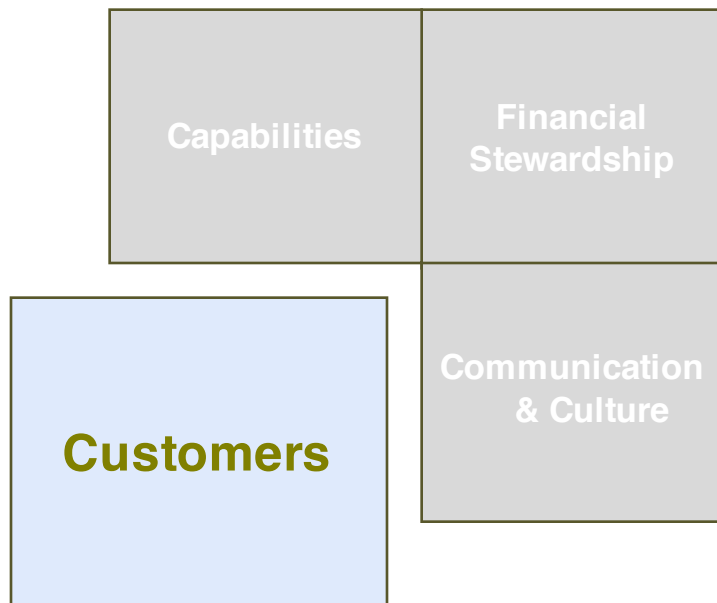 Capabilities
Financial
Stewardship
Communication
& Culture
Customers